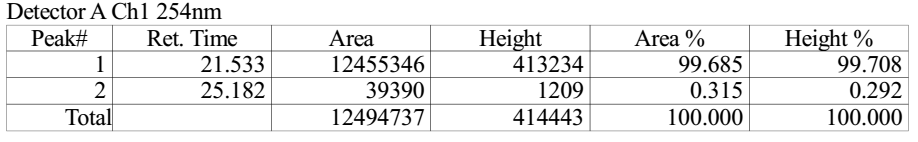 Detector A Ch1 254nm
Peak# Ret. Time Area Height Area % Height %
1 21.533 12455346 413234 99.685 99.708
2 25.182 39390 1209 0.315 0.292
Total 12494737 414443 100.000 100.000